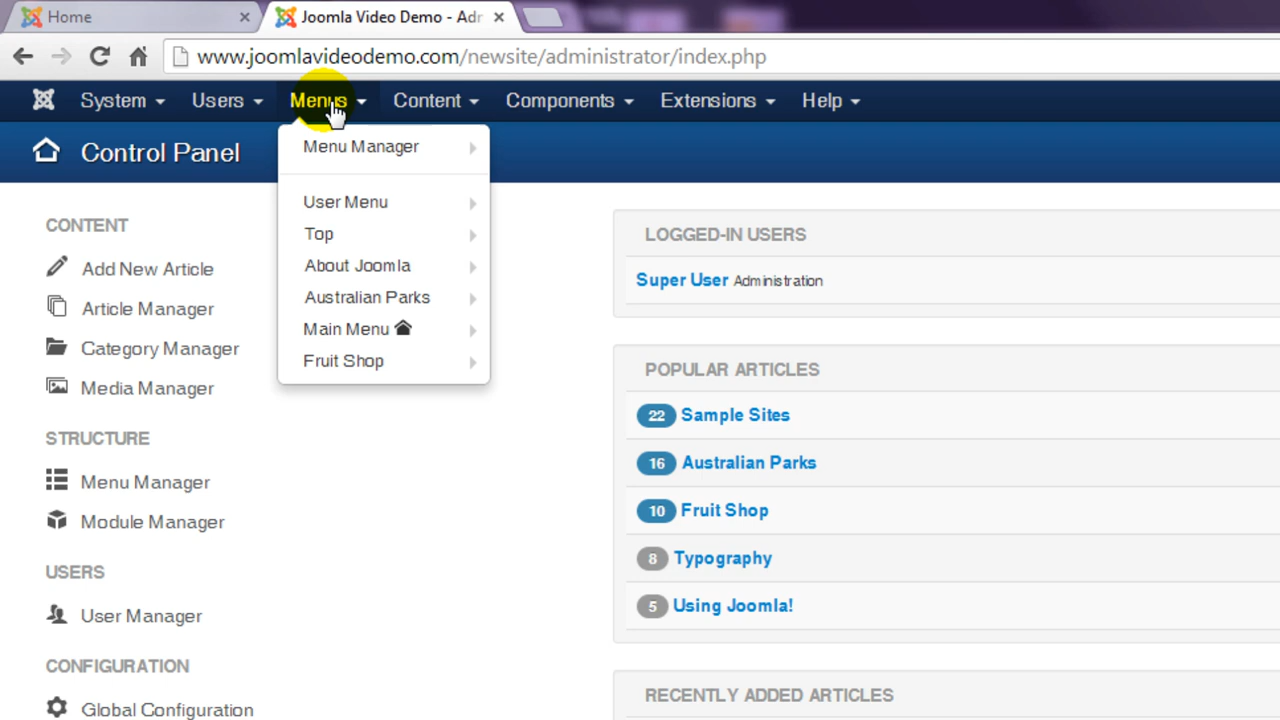 Home
Joomla Video Demo - Adr
www.joomlavideodemo.com/newsite/administrator/index.php
System Users Menus Content Components Extensions Help
Control Panel
Menu Manager
User Menu
Top
About Joomla
Australian Parks
Main Menu
Fruit Shop
CONTENT
Add New Article
Article Manager
Category Manager
Media Manager
STRUCTURE
Menu Manager
Module Manager
USERS
User Manager
CONFIGURATION
Global Configuration
LOGGED-IN USERS
Super User Administration
POPULAR ARTICLES
22 Sample Sites
16 Australian Parks
10 Fruit Shop
8 Typography
5 Using Joomla!
RECENTLY ADDED ARTICLES